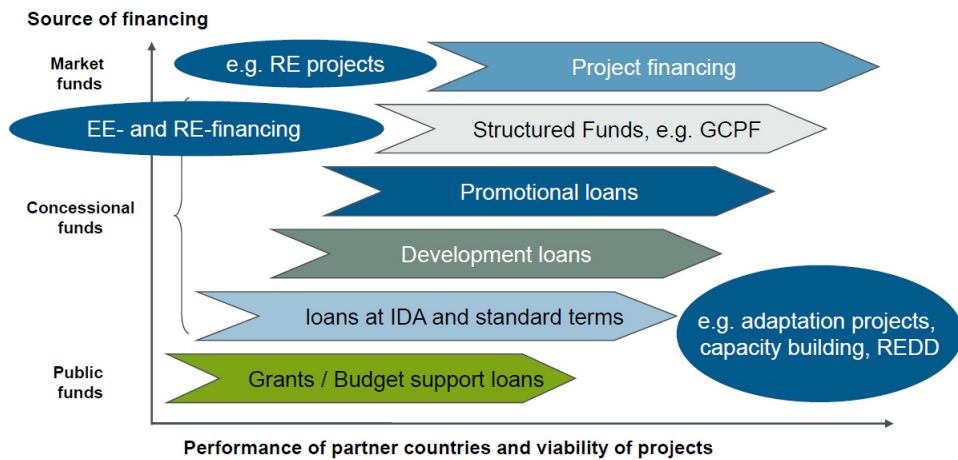 Source of financing
Market
funds
e.g. RE projects
Project financing
EE- and RE-financing
Structured Funds, e.g. GCPF
Promotional loans
Concessional
funds
Development loans
loans at IDA and standard terms
e.g. adaptation projects,
capacity building, REDD
Public
funds
Grants / Budget support loans
Performance of partner countries and viability of projects